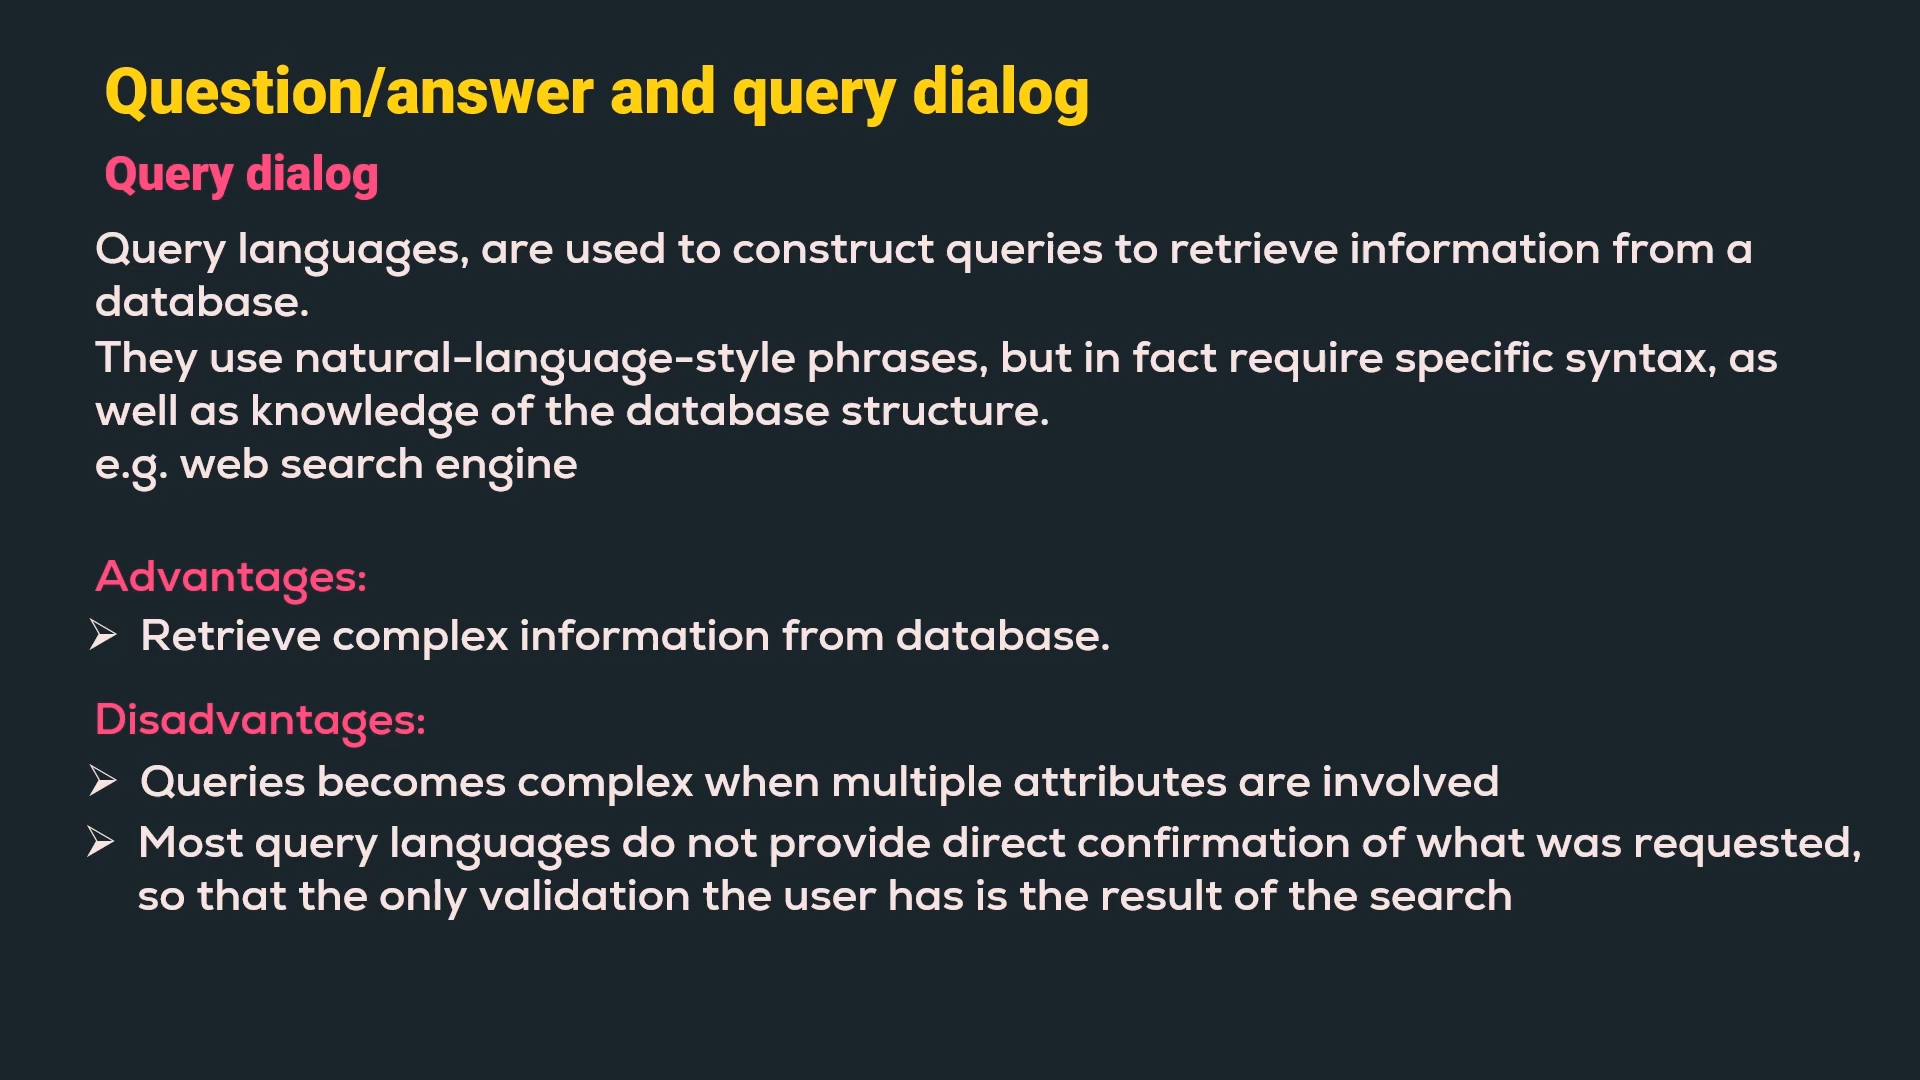 Question/answer and query dialog
Query dialog
Query languages, are used to construct queries to retrieve information from a
database.
They use natural-language-style phrases, but in fact require specific syntax, as
well as knowledge of the database structure.
e.g. web search engine
Advantages:
➢ Retrieve complex information from database.
Disadvantages:
➢ Queries becomes complex when multiple attributes are involved
➢ Most query languages do not provide direct confirmation of what was requested,
so that the only validation the user has is the result of the search